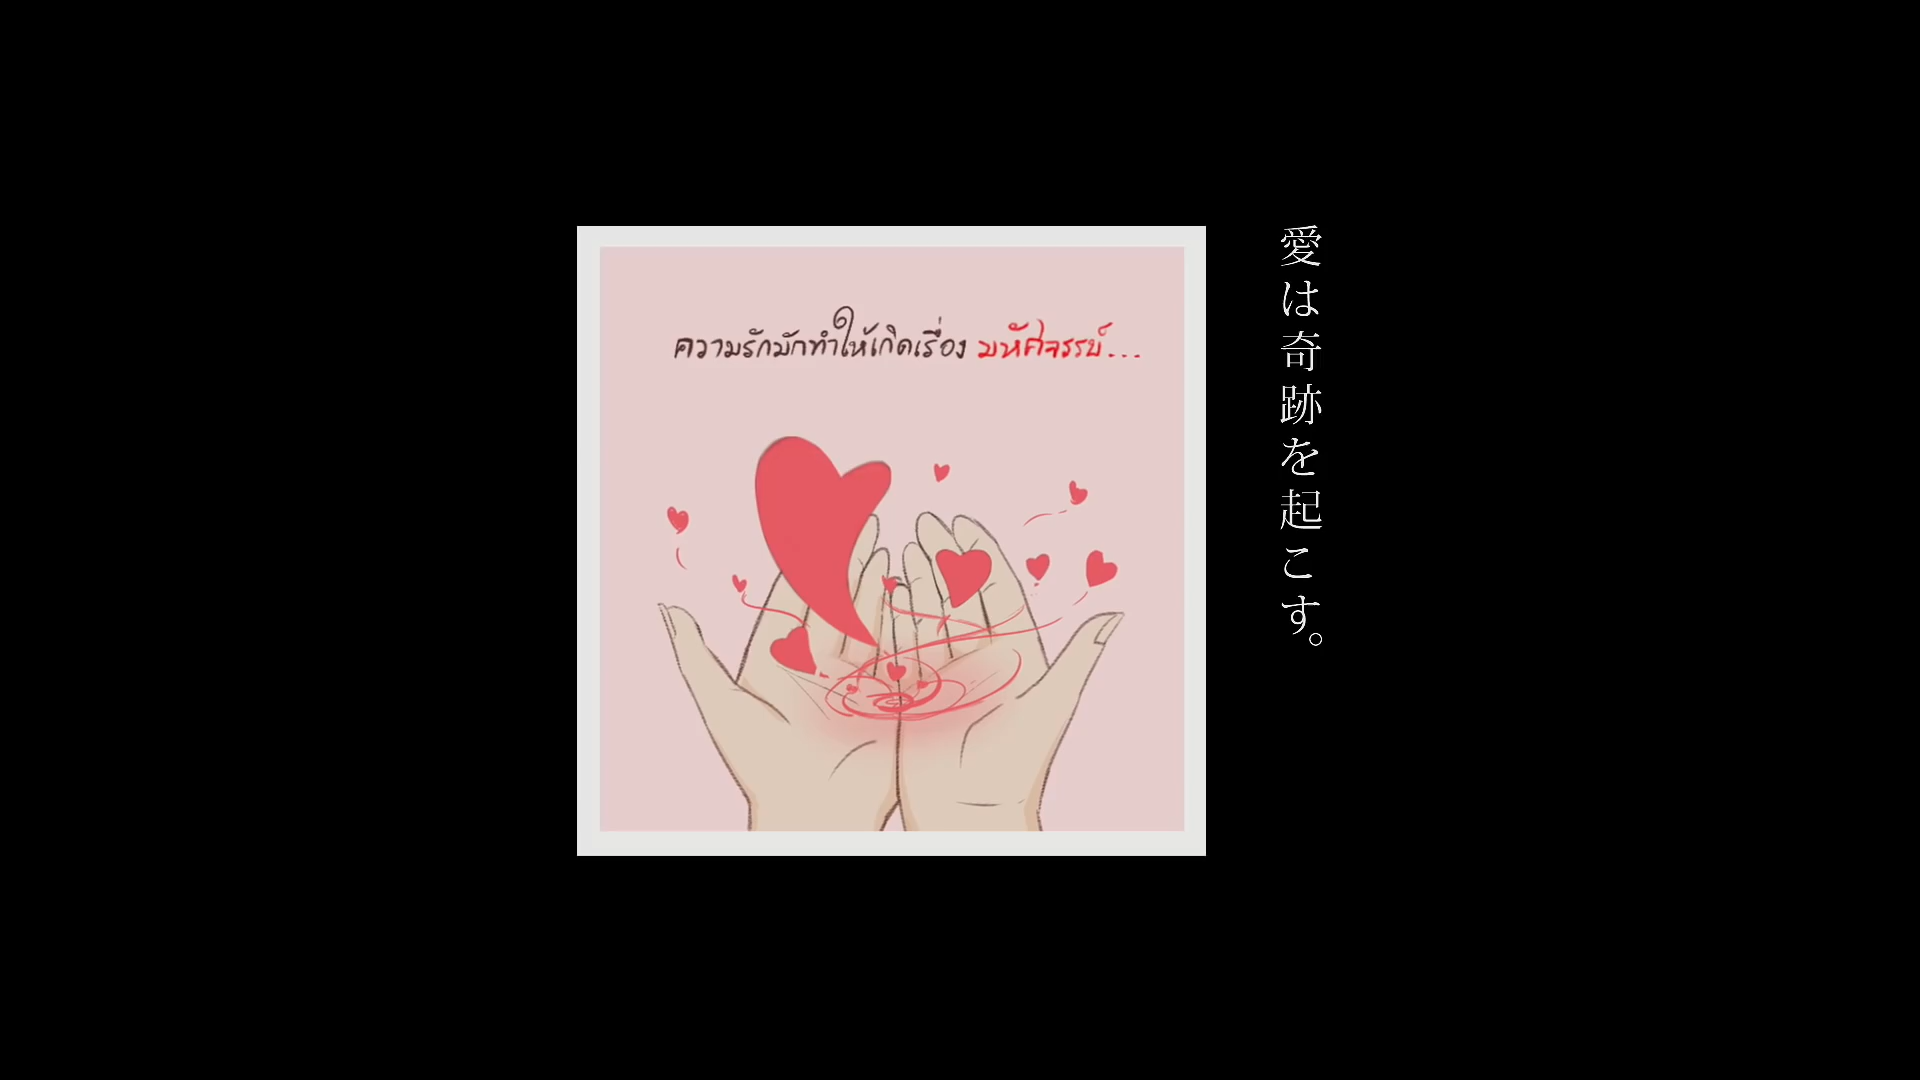 ความรักมักทำให้เกิดเรื่อง มหัศจรรย์...
愛は奇跡を起こす。